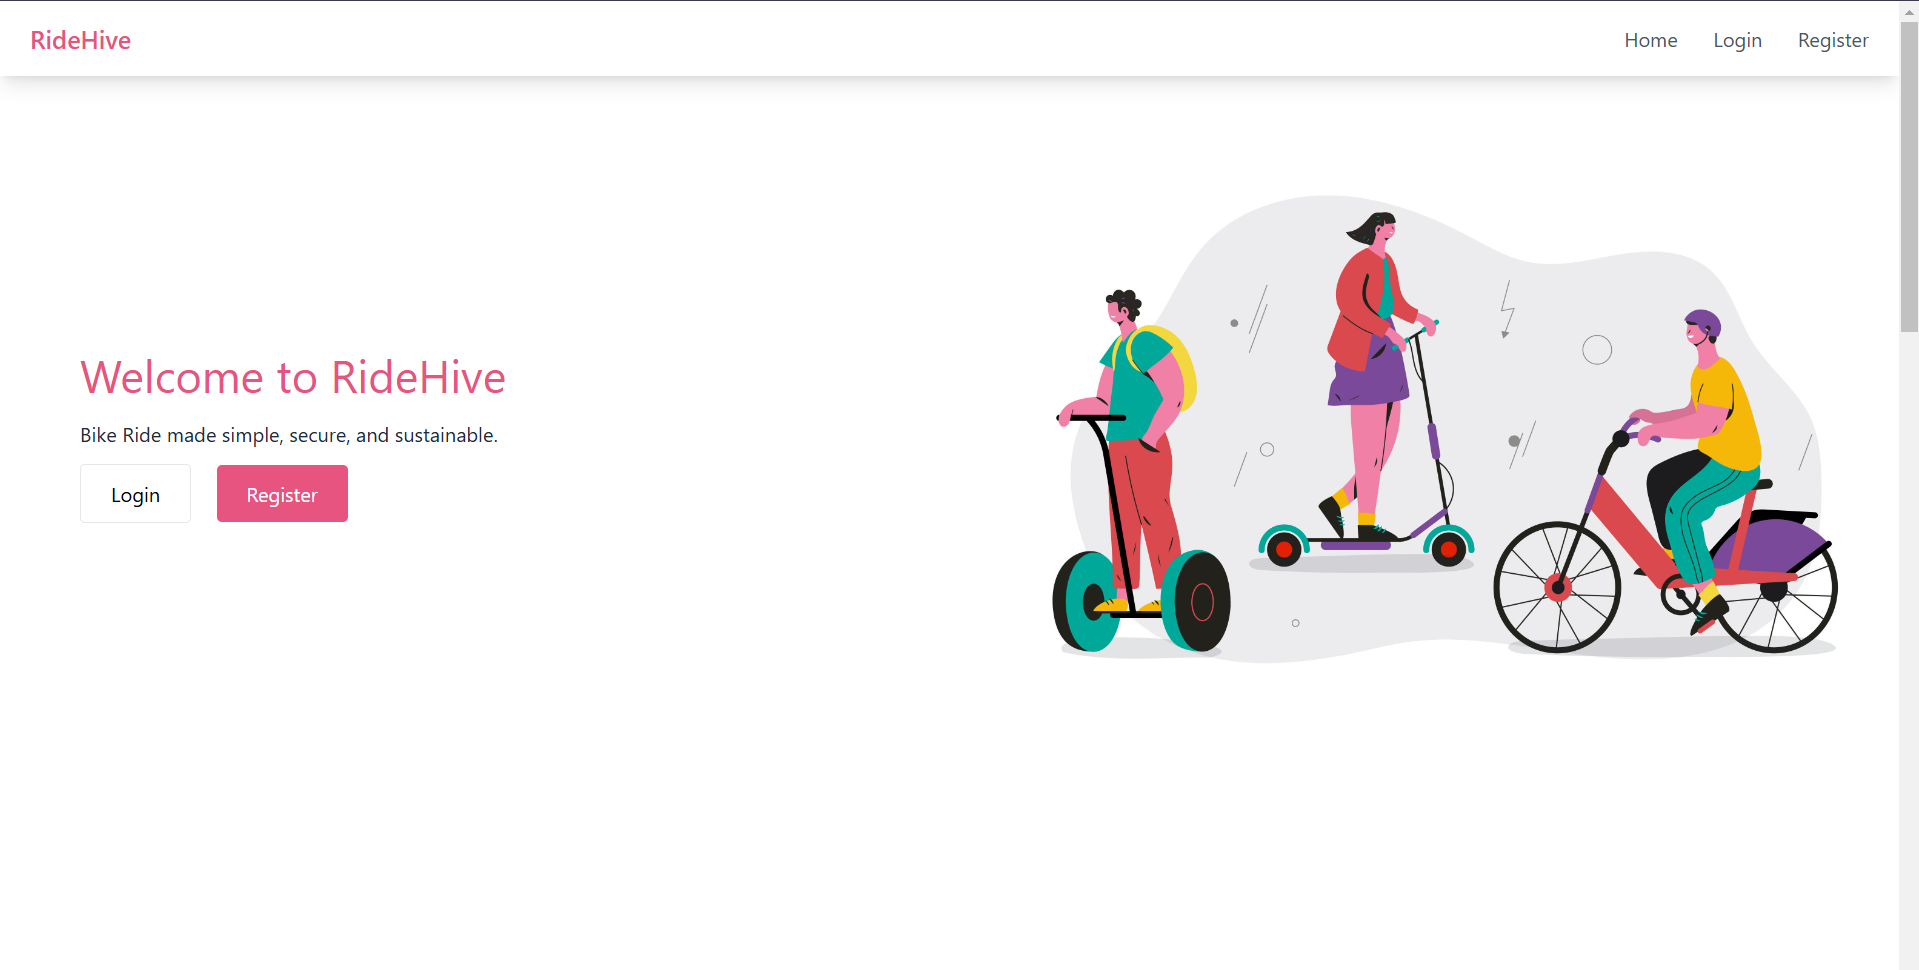 RideHive
Home Login Register
Welcome to RideHive
Bike Ride made simple, secure, and sustainable.
Login Register